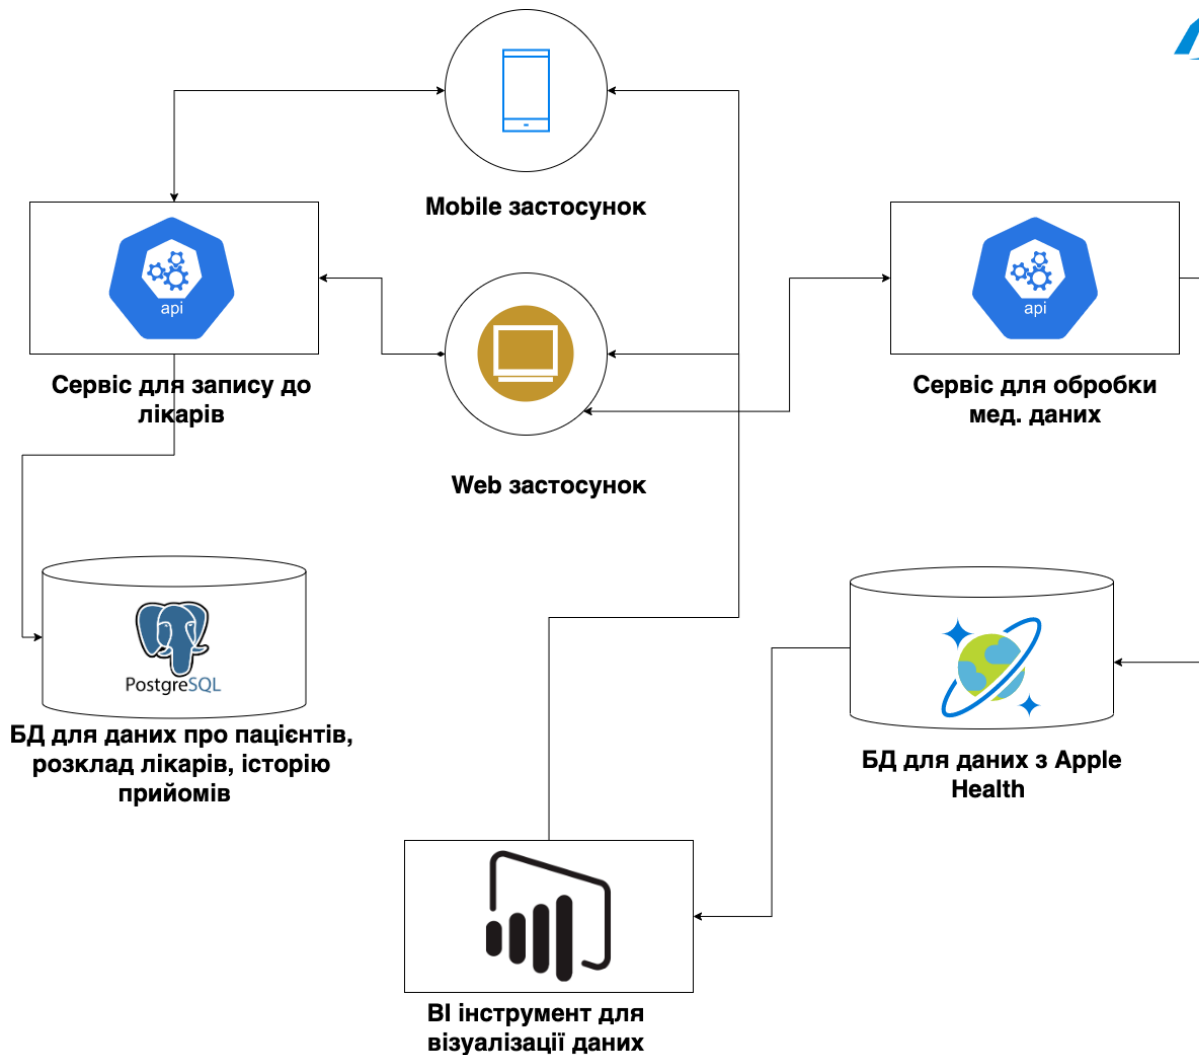 Mobile застосунок
api
api
Сервіс для запису до
лікарів
Сервіс для обробки
мед. даних
Web застосунок
PostgreSQL
БД для даних про пацієнтів,
розклад лікарів, історію
прийомів
БД для даних з Apple
Health
BI інструмент для
візуалізації даних